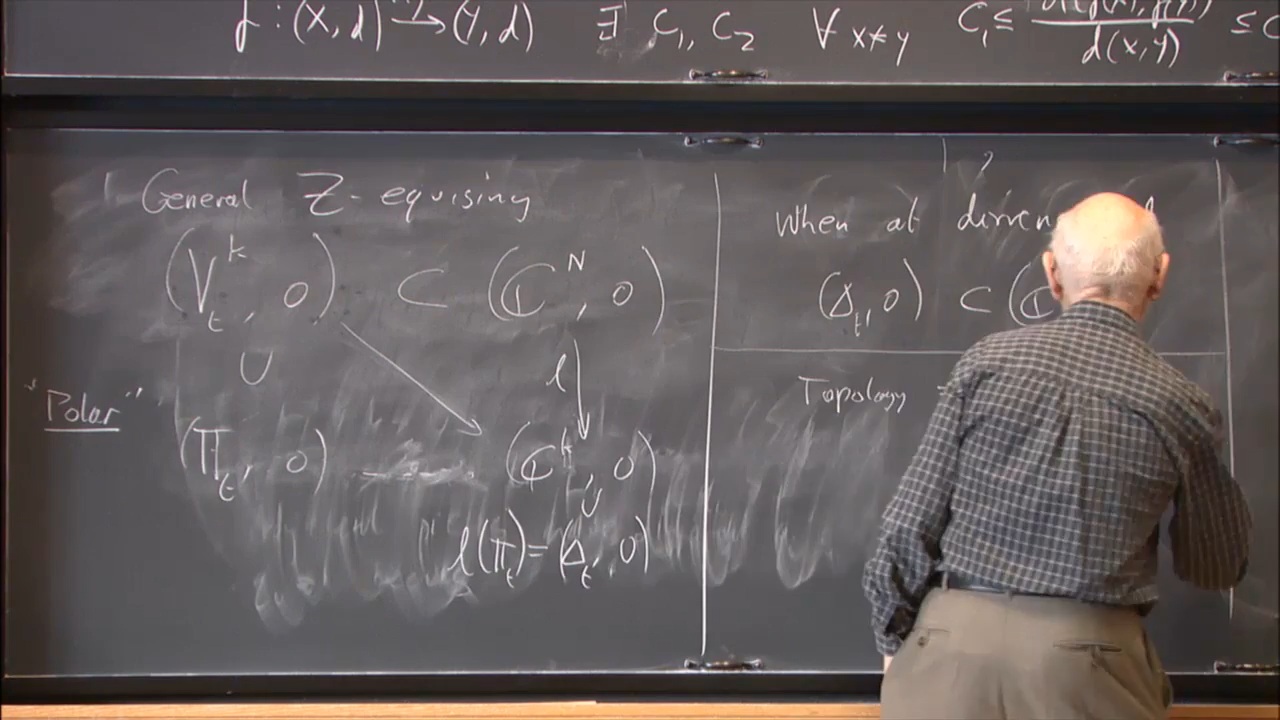 f : (X, d) → (Y, d) ∃ C₁, C₂ ∀ x≠y C₁ ≤ d(f(x), f(y)) / d(x, y) ≤ C
General Z-equising
(V_t^k, 0) ⊂ (ℂ^N, 0)
∪ l
"Polar"
(Π_t, 0) ---- (ℂ^k, 0)
∪
l(Π_t) = (Δ_t, 0)
?
When at
(Δ_t, 0) ⊂ (ℂ
Topology